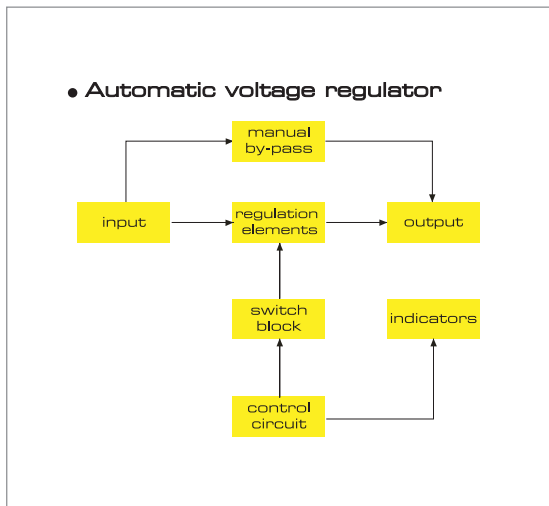 • Automatic voltage regulator
manual
by-pass
input
regulation
elements
output
switch
block
indicators
control
circuit